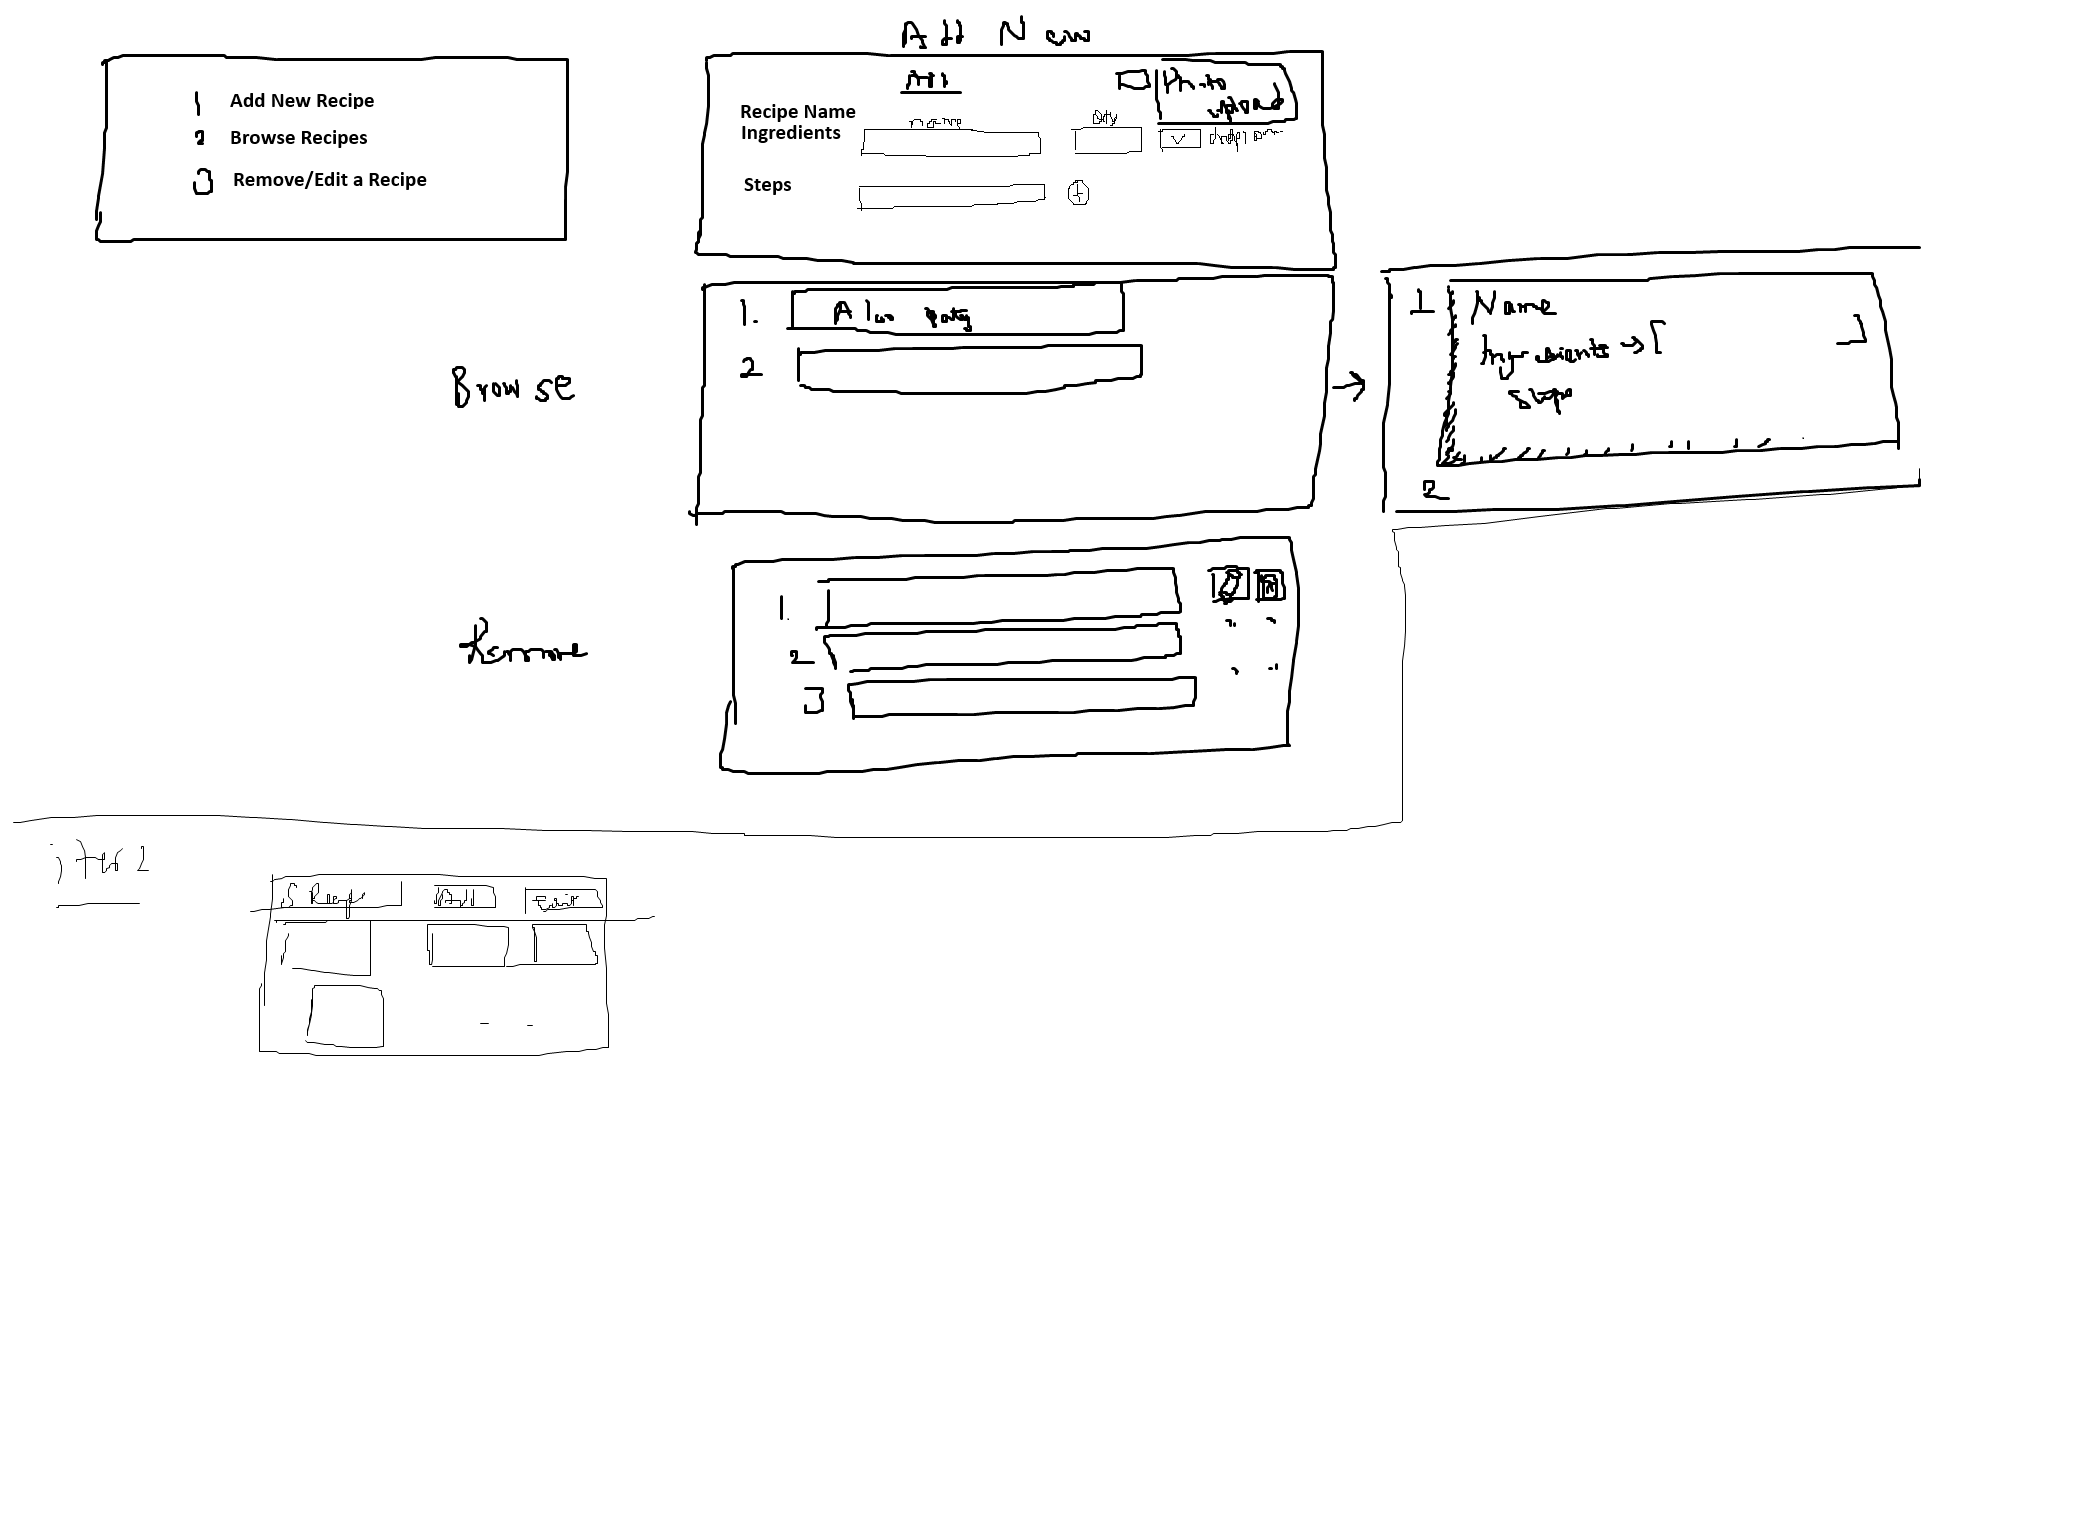 Add New
1 Add New Recipe
2 Browse Recipes
3 Remove/Edit a Recipe
Add
Photo
upload
Recipe Name
name Qty
Ingredients
Steps +
1. Aloo
2
Browse
1 Name
Ingredients → [ ]
steps
2
Remove
1.
2
3
iter 2
S Recipe Add Edit